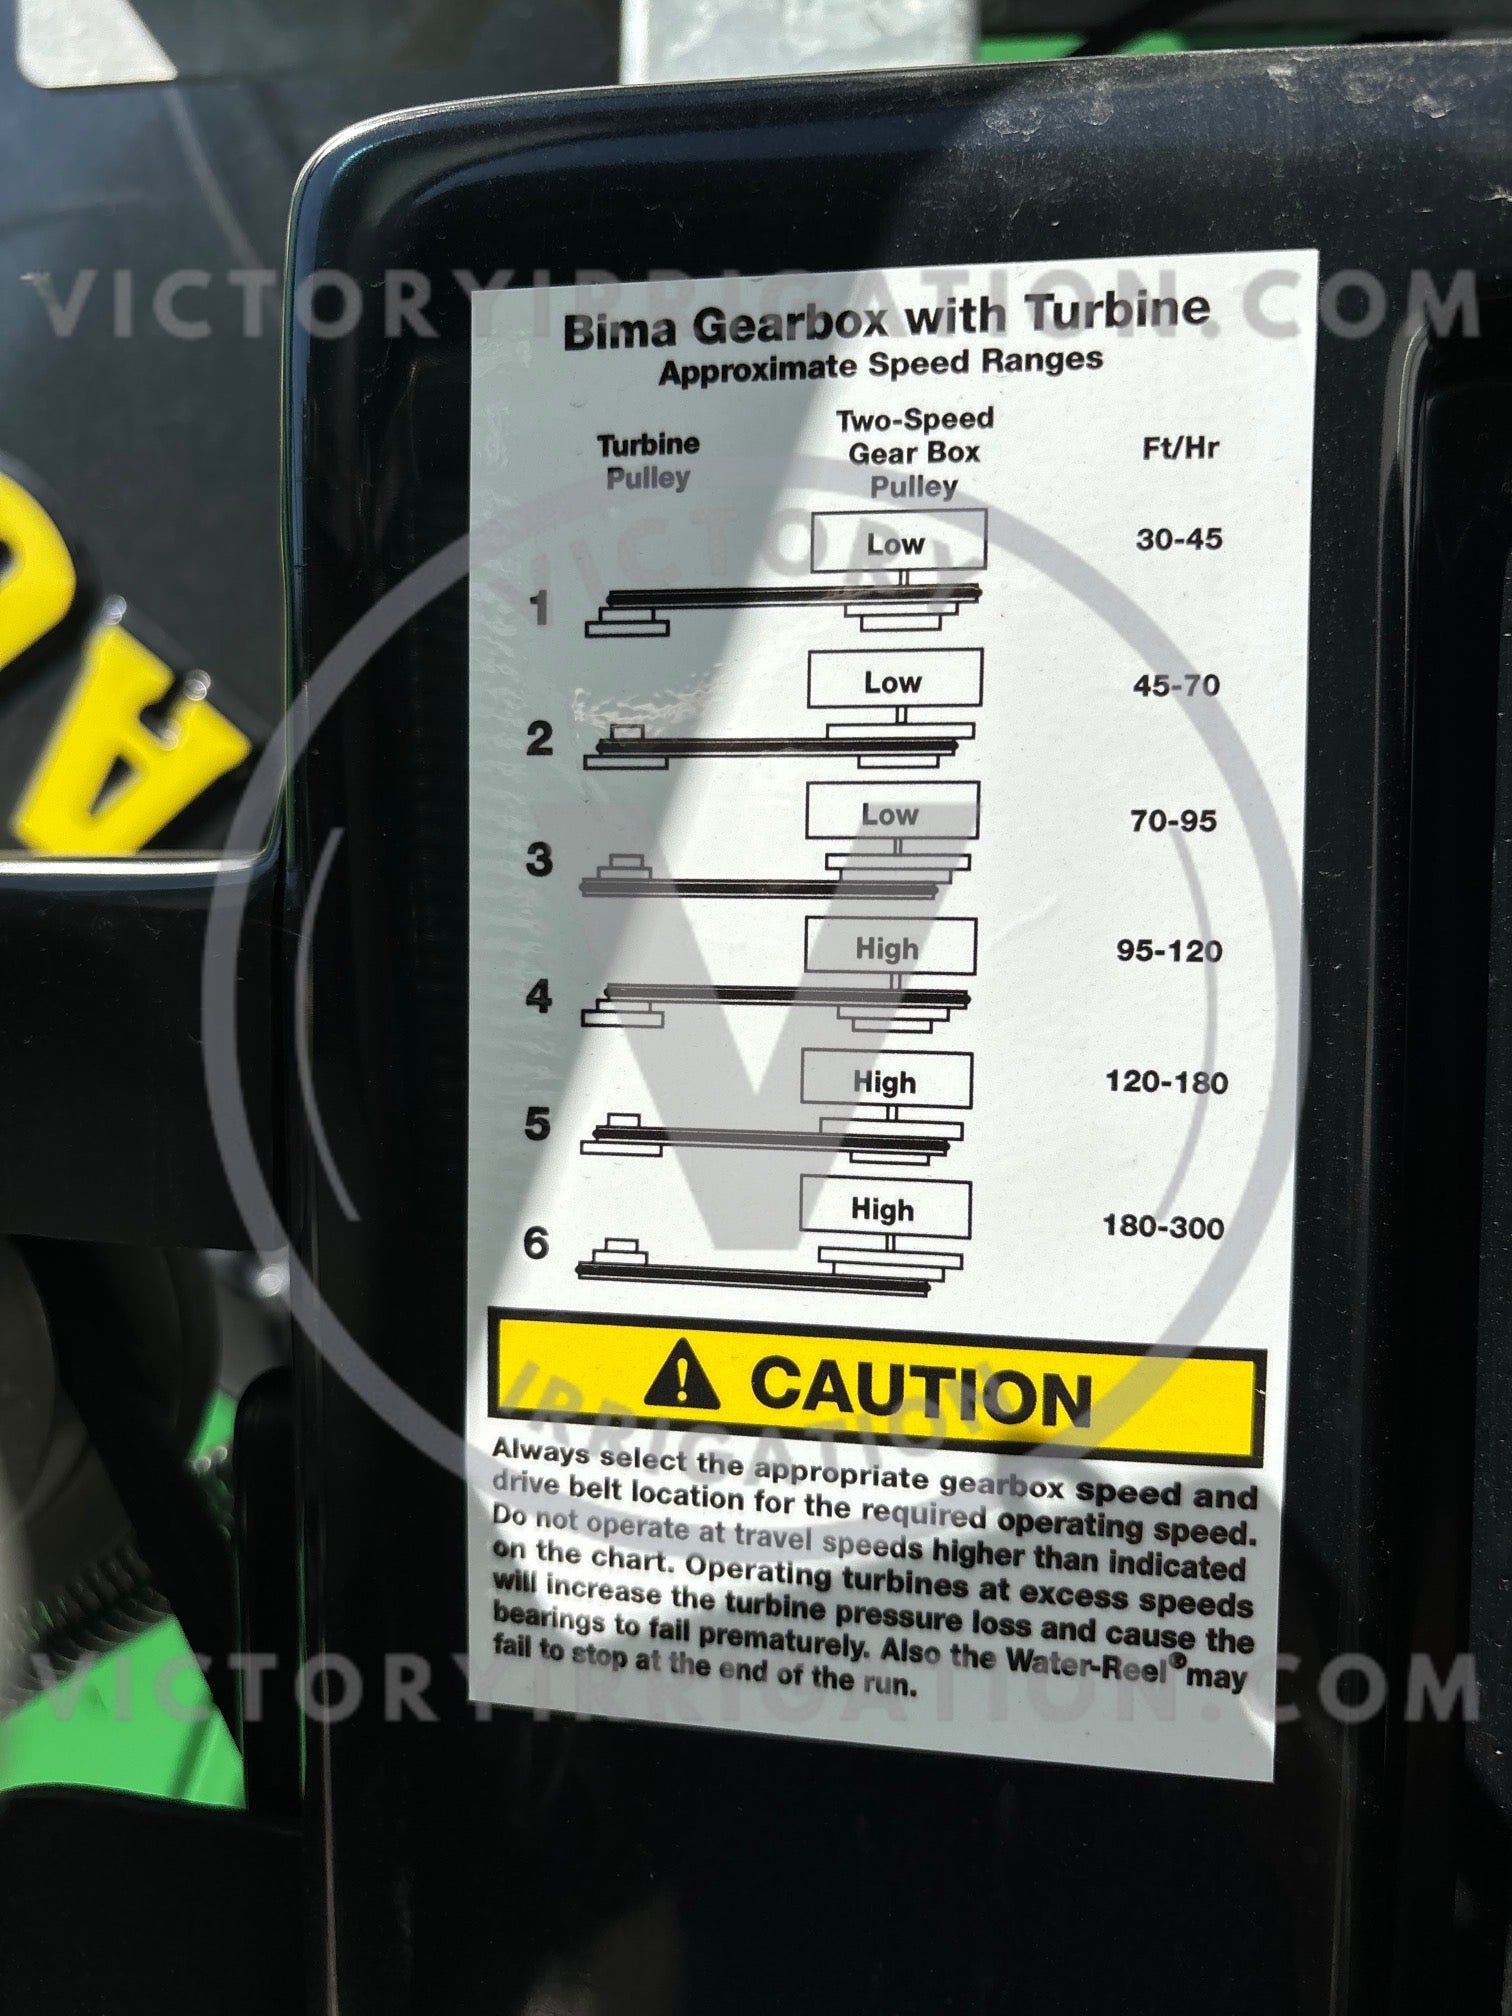 VICTORYIRRIGATION.COM
Bima Gearbox with Turbine
Approximate Speed Ranges
Turbine
Pulley
Two-Speed
Gear Box
Pulley
Ft/Hr
VICTORY
1 Low 30-45
2 Low 45-70
3 Low 70-95
V
4 High 95-120
5 High 120-180
6 High 180-300
CAUTION
IRRIGATION
Always select the appropriate gearbox speed and
drive belt location for the required operating speed.
Do not operate at travel speeds higher than indicated
on the chart. Operating turbines at excess speeds
will increase the turbine pressure loss and cause the
bearings to fail prematurely. Also the Water-Reel® may
fail to stop at the end of the run.
VICTORYIRRIGATION.COM